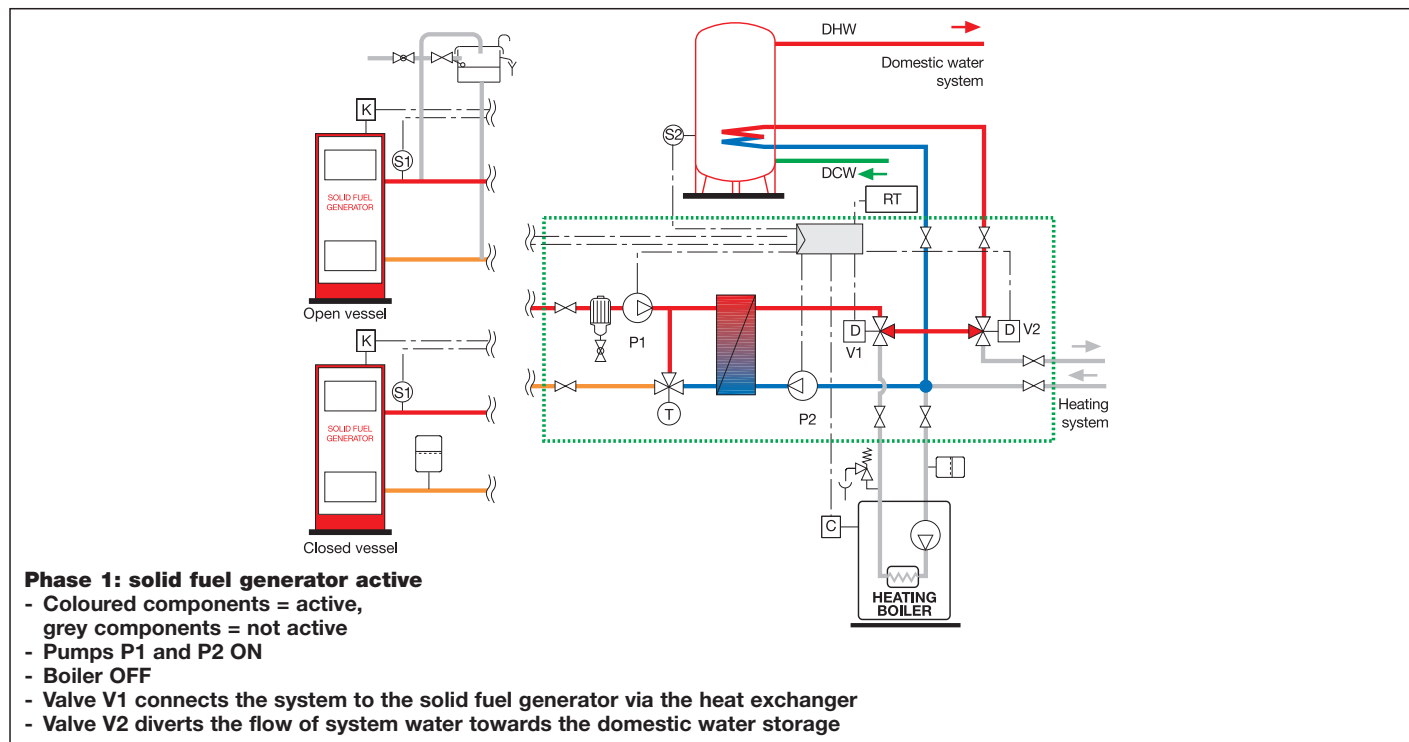 DHW
Domestic water
system
K
S1
SOLID FUEL
GENERATOR
Open vessel
S2
DCW
RT
P1
D
V1
D
V2
T
P2
Heating
system
K
S1
SOLID FUEL
GENERATOR
Closed vessel
C
HEATING
BOILER
Phase 1: solid fuel generator active
- Coloured components = active,
grey components = not active
- Pumps P1 and P2 ON
- Boiler OFF
- Valve V1 connects the system to the solid fuel generator via the heat exchanger
- Valve V2 diverts the flow of system water towards the domestic water storage